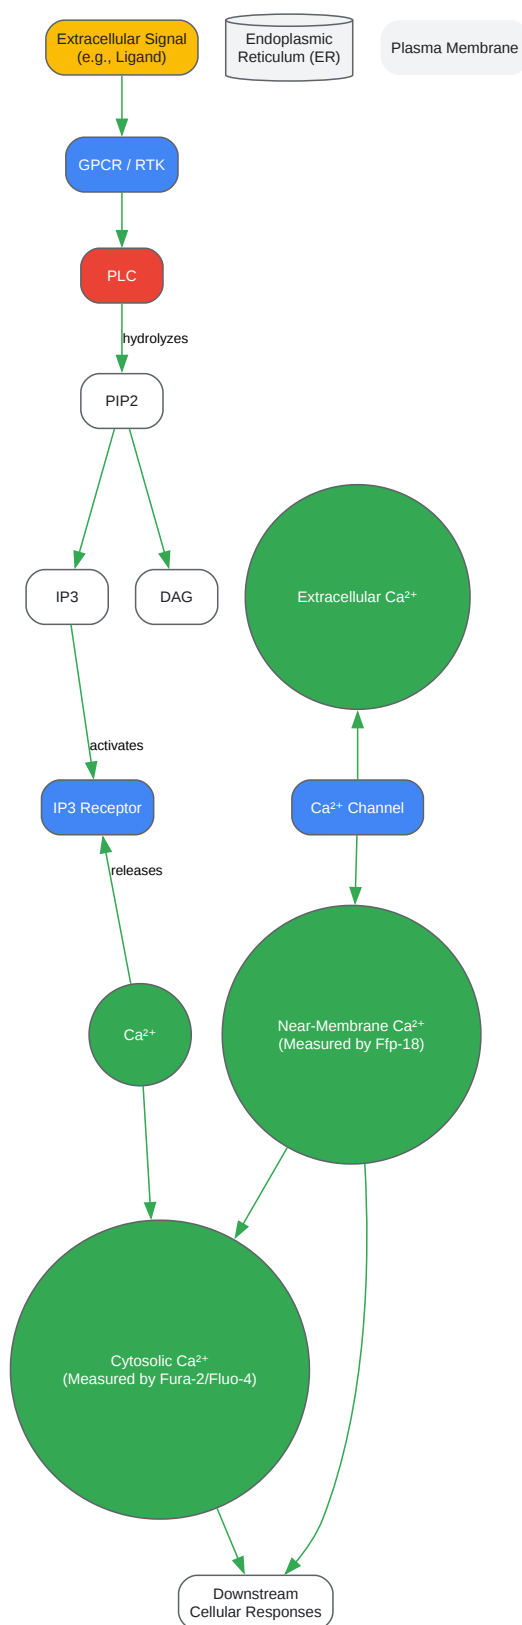 Extracellular Signal
(e.g., Ligand)
Endoplasmic
Reticulum (ER)
Plasma Membrane
GPCR / RTK
PLC
hydrolyzes
PIP2
IP3
DAG
Extracellular Ca²⁺
activates
IP3 Receptor
Ca²⁺ Channel
releases
Ca²⁺
Near-Membrane Ca²⁺
(Measured by Ffp-18)
Cytosolic Ca²⁺
(Measured by Fura-2/Fluo-4)
Downstream
Cellular Responses